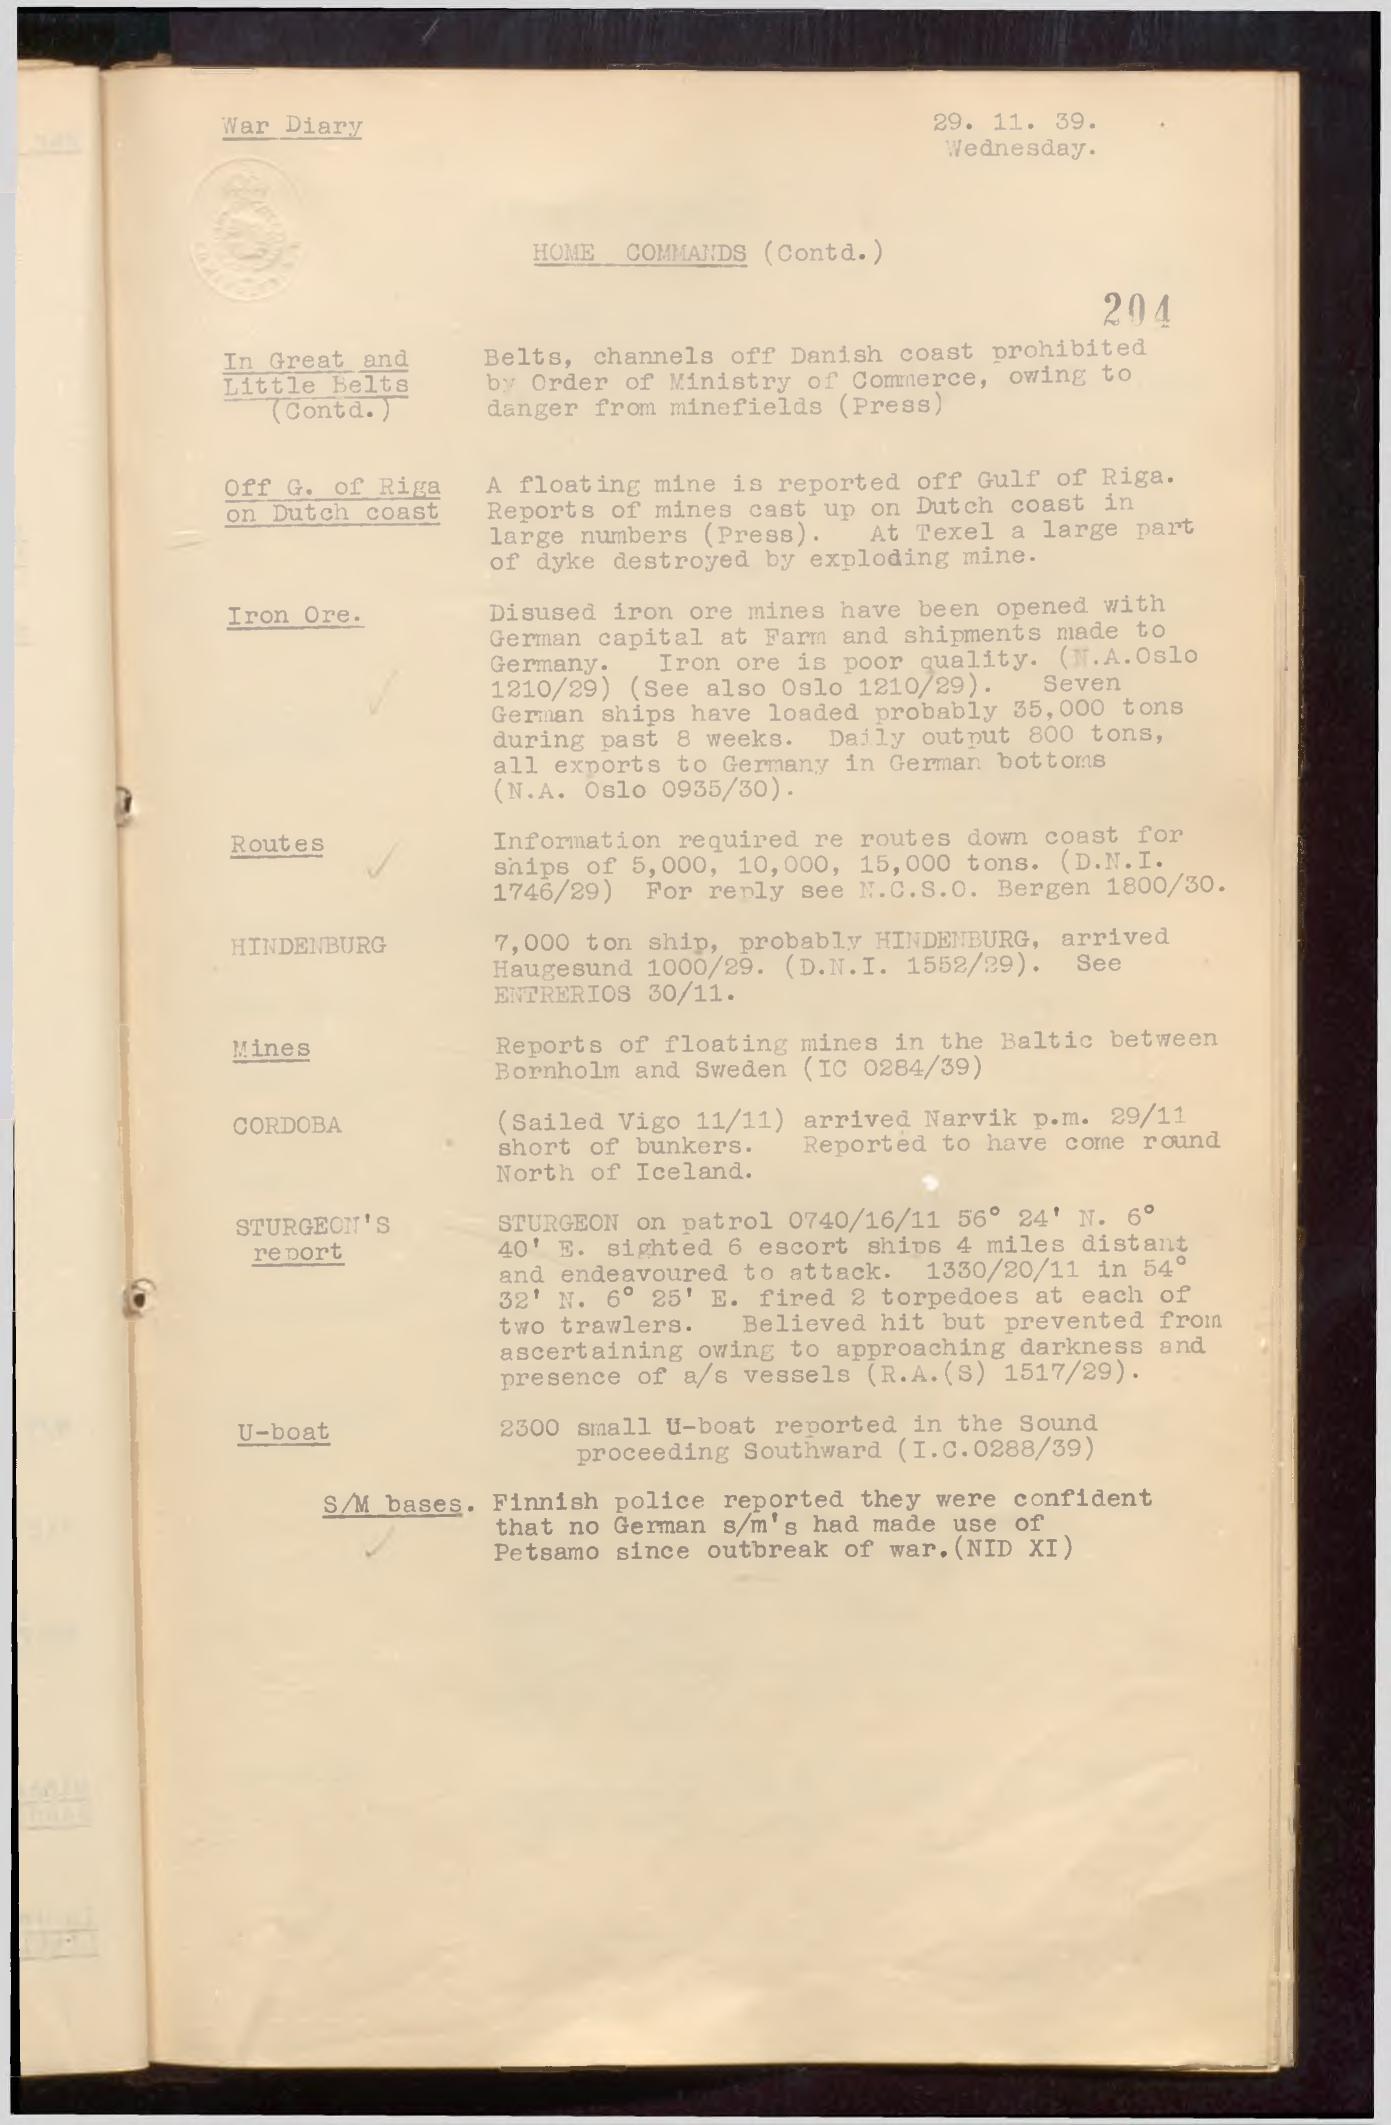 War Diary
29. 11. 39.
Wednesday.
HOME COMMANDS (Contd.)
204
In Great and
Little Belts
(Contd.)
Belts, channels off Danish coast prohibited
by Order of Ministry of Commerce, owing to
danger from minefields (Press)
Off G. of Riga
on Dutch coast
A floating mine is reported off Gulf of Riga.
Reports of mines cast up on Dutch coast in
large numbers (Press). At Texel a large part
of dyke destroyed by exploding mine.
Iron Ore.
Disused iron ore mines have been opened with
German capital at Farm and shipments made to
Germany. Iron ore is poor quality. (N.A.Oslo
1210/29) (See also Oslo 1210/29). Seven
German ships have loaded probably 35,000 tons
during past 8 weeks. Daily output 800 tons,
all exports to Germany in German bottoms
(N.A. Oslo 0935/30).
Routes
Information required re routes down coast for
ships of 5,000, 10,000, 15,000 tons. (D.N.I.
1746/29) For reply see N.C.S.O. Bergen 1800/30.
HINDENBURG
7,000 ton ship, probably HINDENBURG, arrived
Haugesund 1000/29. (D.N.I. 1552/29). See
ENTRERIOS 30/11.
Mines
Reports of floating mines in the Baltic between
Bornholm and Sweden (IC 0284/39)
CORDOBA
(Sailed Vigo 11/11) arrived Narvik p.m. 29/11
short of bunkers. Reported to have come round
North of Iceland.
STURGEON'S
report
STURGEON on patrol 0740/16/11 56° 24' N. 6°
40' E. sighted 6 escort ships 4 miles distant
and endeavoured to attack. 1330/20/11 in 54°
32' N. 6° 25' E. fired 2 torpedoes at each of
two trawlers. Believed hit but prevented from
ascertaining owing to approaching darkness and
presence of a/s vessels (R.A.(S) 1517/29).
U-boat
2300 small U-boat reported in the Sound
proceeding Southward (I.C.0288/39)
S/M bases.
Finnish police reported they were confident
that no German s/m's had made use of
Petsamo since outbreak of war.(NID XI)